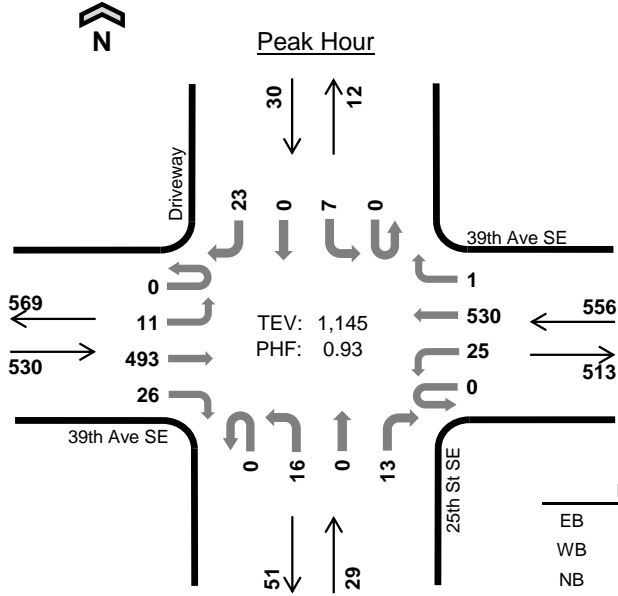 N
Peak Hour
30
12
Driveway
23
0
7
0
39th Ave SE
0
1
569
11
TEV: 1,145
530
556
530
493
PHF: 0.93
25
513
26
0
39th Ave SE
0
16
0
13
25th St SE
EB
WB
NB
51
29